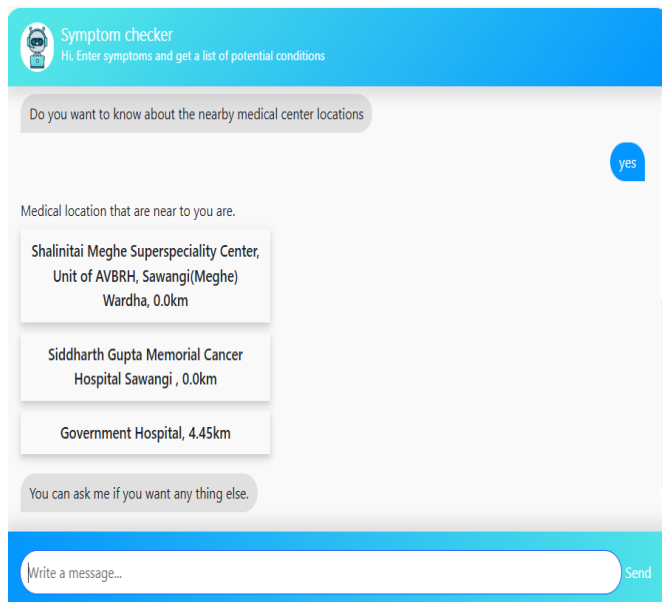 Symptom checker
Hi, Enter symptoms and get a list of potential conditions
Do you want to know about the nearby medical center locations
yes
Medical location that are near to you are.
Shalinitai Meghe Superspeciality Center,
Unit of AVBRH, Sawangi(Meghe)
Wardha, 0.0km
Siddharth Gupta Memorial Cancer
Hospital Sawangi , 0.0km
Government Hospital, 4.45km
You can ask me if you want any thing else.
Write a message...
Send